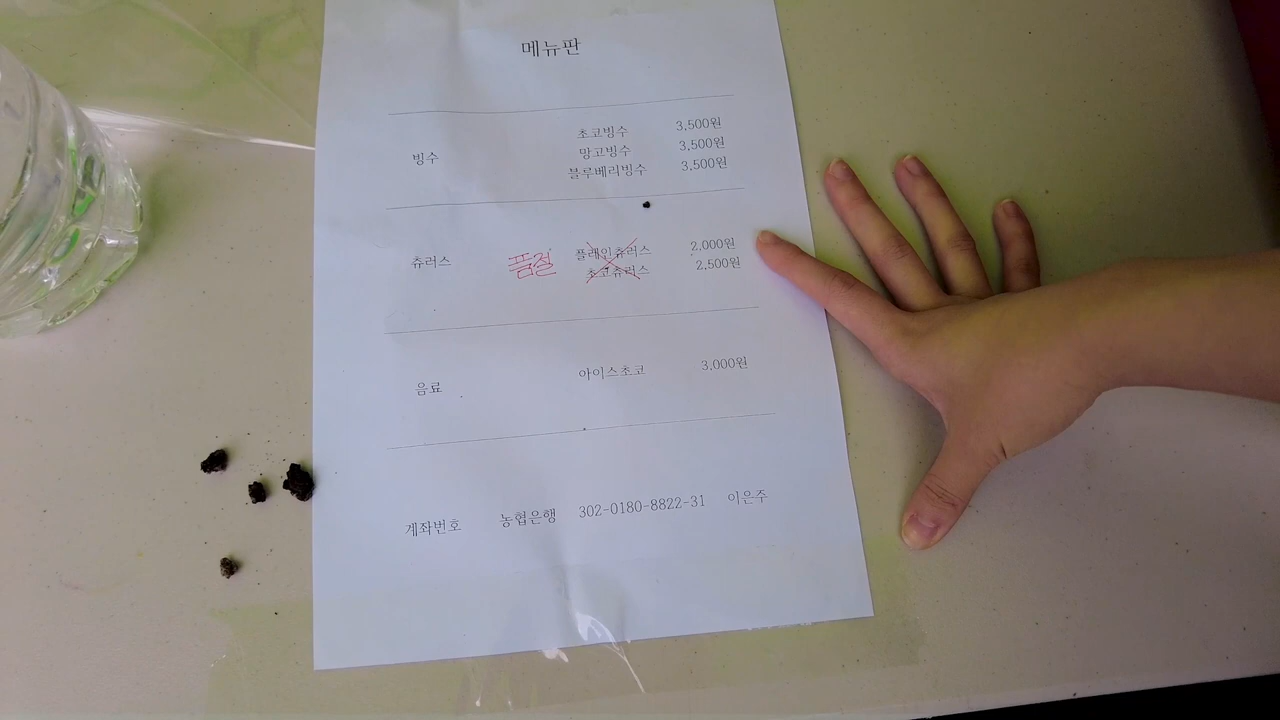 메뉴판
초코빙수 3,500원
빙수 망고빙수 3,500원
블루베리빙수 3,500원
츄러스 품절 플레인츄러스 2,000원
초코츄러스 2,500원
음료 아이스초코 3,000원
계좌번호 농협은행 302-0180-8822-31 이은주